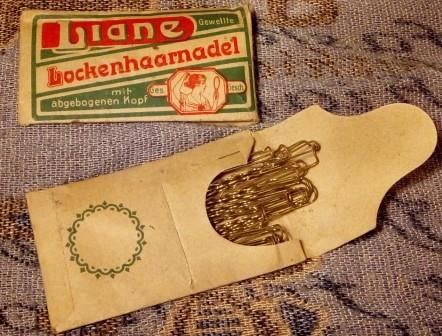 Liane
Gewellte
Lockenhaarnadel
mit
abgebogenen Kopf
Ges. Gesch.